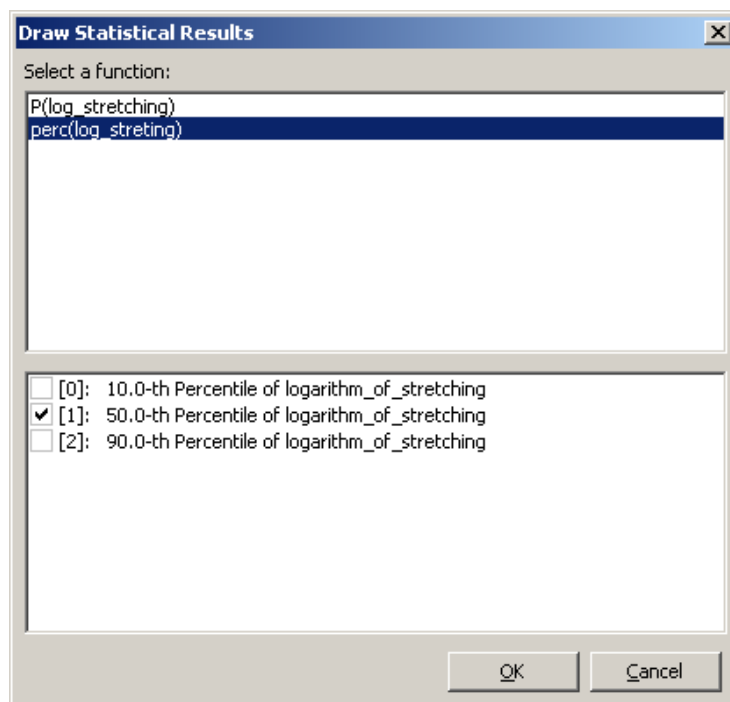 Draw Statistical Results
Select a function:
P(log_stretching)
perc(log_streting)
[0]: 10.0-th Percentile of logarithm_of_stretching
[1]: 50.0-th Percentile of logarithm_of_stretching
[2]: 90.0-th Percentile of logarithm_of_stretching
OK Cancel